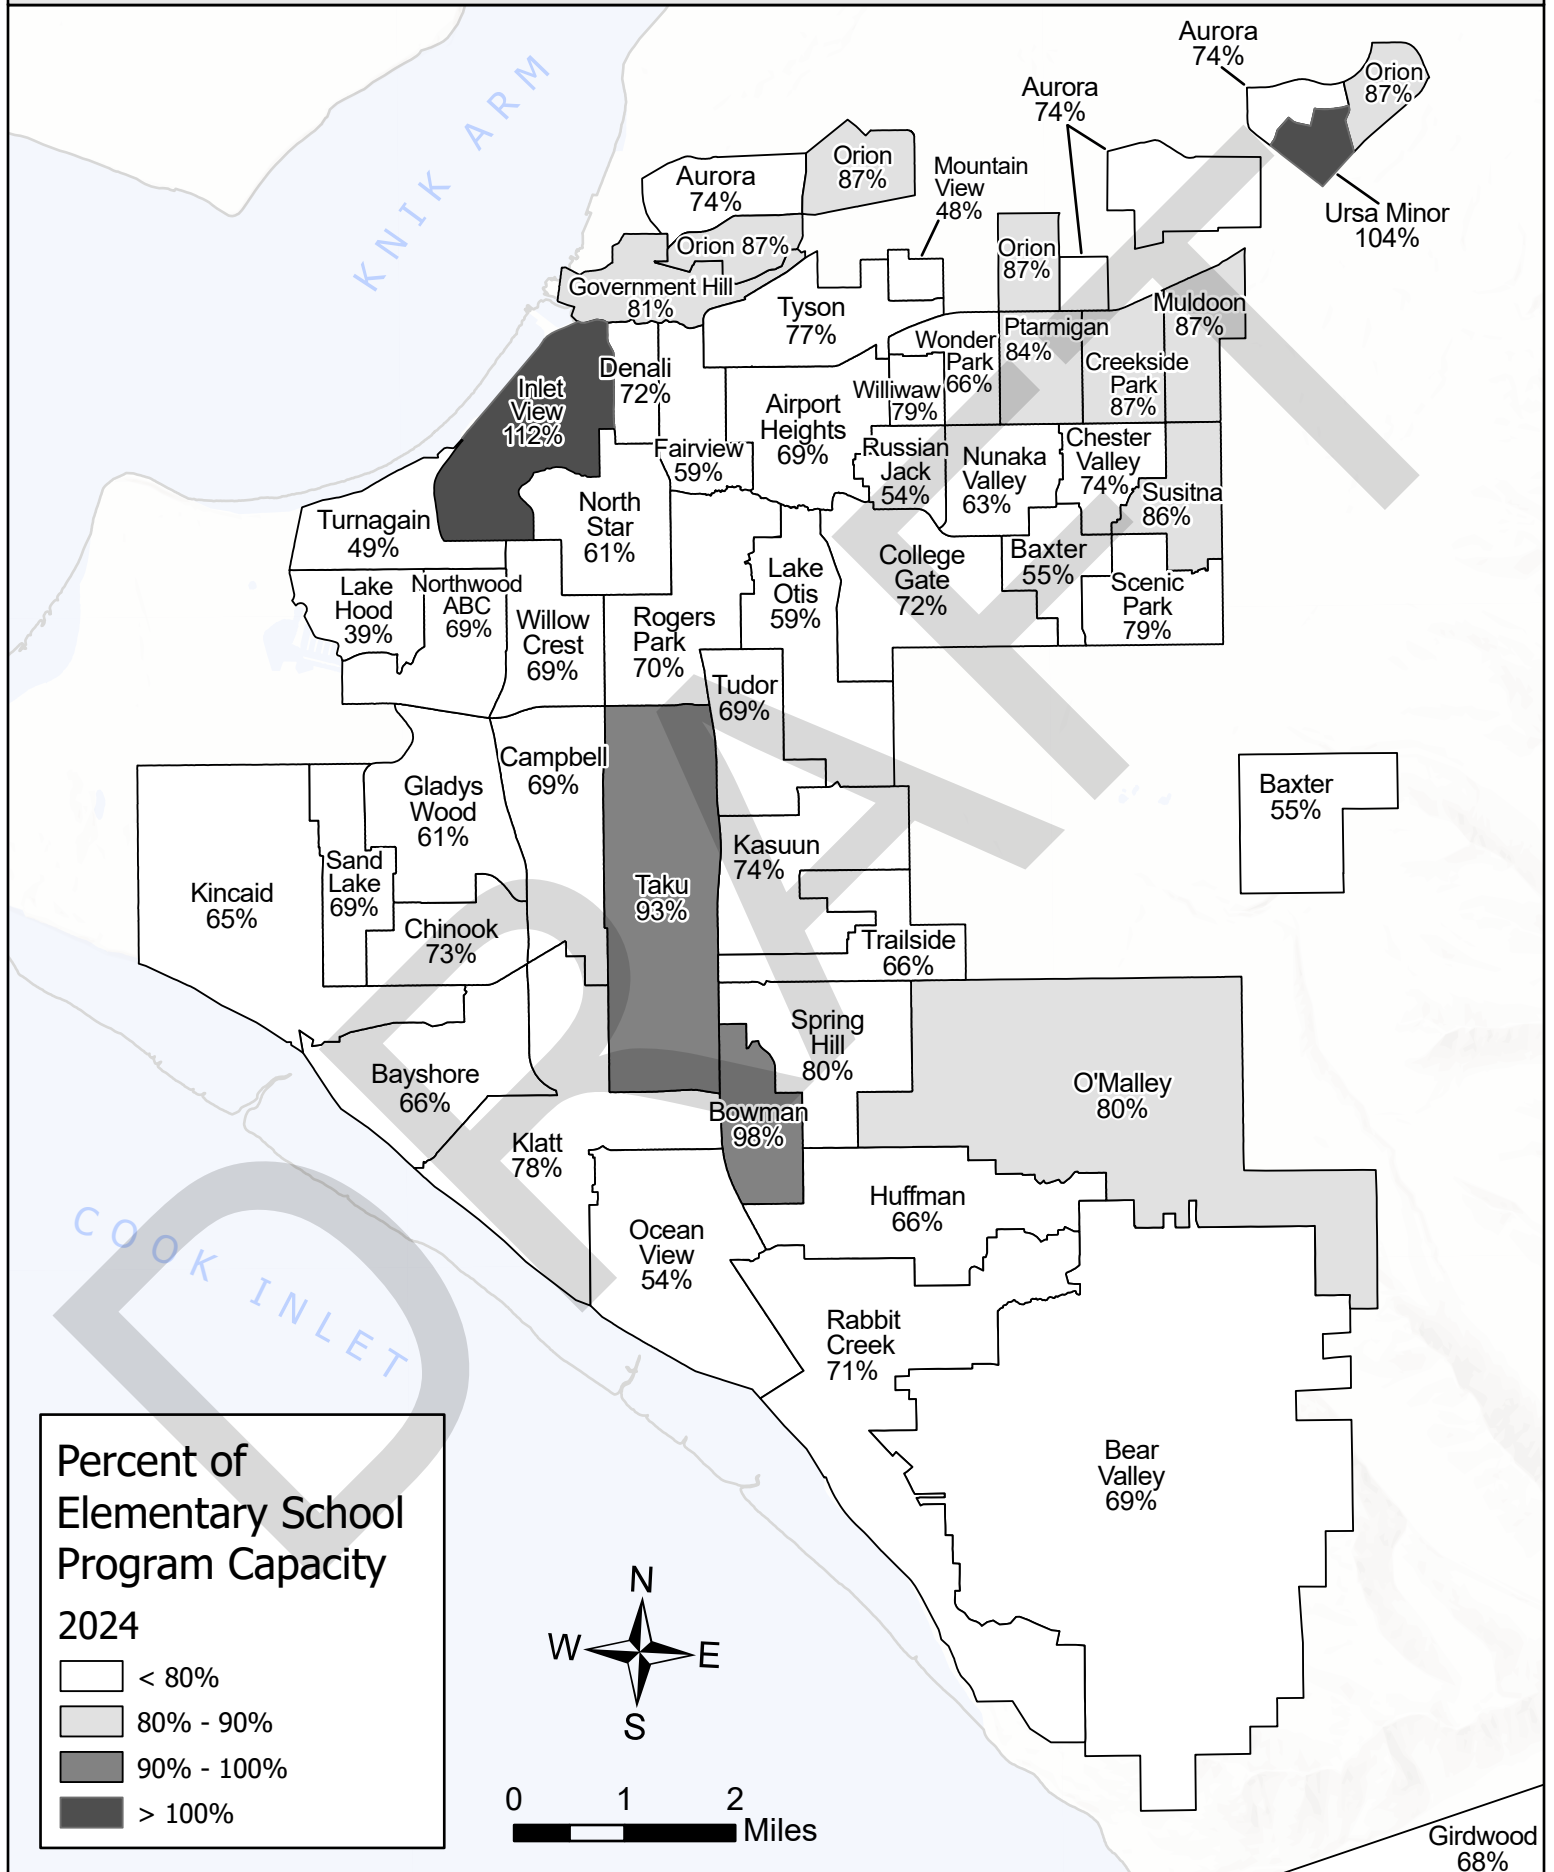 Aurora
74%
Orion
87%
Aurora
74%
Ursa Minor
104%
Orion
87%
Aurora
74%
Mountain
View
48%
Orion 87%
Orion
87%
Government Hill
81%
Muldoon
87%
Tyson
77%
Wonder
Park
66%
Ptarmigan
84%
Creekside
Park
87%
Denali
72%
Inlet
View
112%
Williwaw
79%
Airport
Heights
69%
Fairview
59%
Russian
Jack
54%
Nunaka
Valley
63%
Chester
Valley
74%
Susitna
86%
North
Star
61%
Turnagain
49%
Lake
Hood
39%
Northwood
ABC
69%
Willow
Crest
69%
Rogers
Park
70%
Lake
Otis
59%
College
Gate
72%
Baxter
55%
Scenic
Park
79%
Tudor
69%
Campbell
69%
Gladys
Wood
61%
Baxter
55%
Kasuun
74%
Sand
Lake
69%
Kincaid
65%
Taku
93%
Chinook
73%
Trailside
66%
Spring
Hill
80%
Bayshore
66%
O'Malley
80%
Bowman
98%
Klatt
78%
Huffman
66%
Ocean
View
54%
Rabbit
Creek
71%
Bear
Valley
69%
Girdwood
68%
KNIK ARM
COOK INLET
DRAFT
Percent of
Elementary School
Program Capacity
2024
< 80%
80% - 90%
90% - 100%
> 100%
N
W E
S
0 1 2
Miles